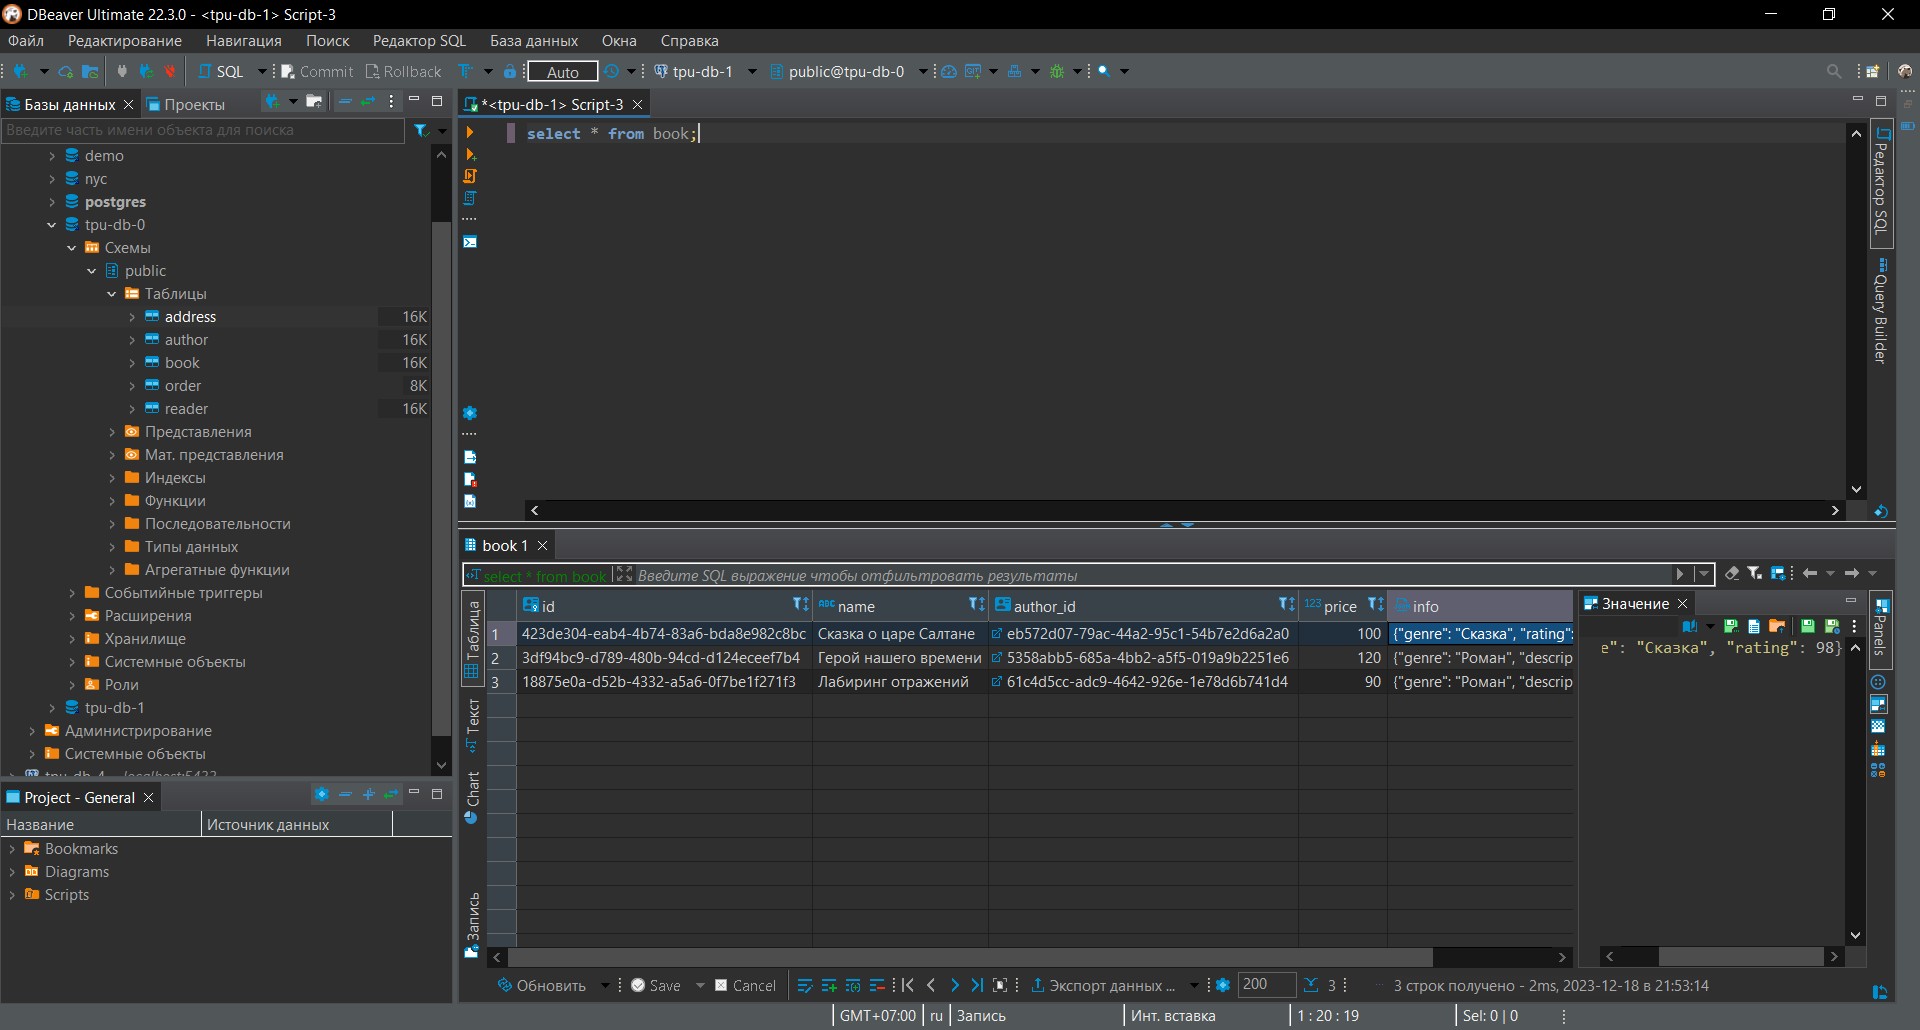 DBeaver Ultimate 22.3.0 - <tpu-db-1> Script-3
Файл Редактирование Навигация Поиск Редактор SQL База данных Окна Справка
SQL Commit Rollback Auto tpu-db-1 public@tpu-db-0
Базы данных Проекты
Введите часть имени объекта для поиска
demo
nyc
postgres
tpu-db-0
Схемы
public
Таблицы
address 16K
author 16K
book 16K
order 8K
reader 16K
Представления
Мат. представления
Индексы
Функции
Последовательности
Типы данных
Агрегатные функции
Событийные триггеры
Расширения
Хранилище
Системные объекты
Роли
tpu-db-1
Администрирование
Системные объекты
Project - General
Название Источник данных
Bookmarks
Diagrams
Scripts
*<tpu-db-1> Script-3
select * from book;
Редактор SQL
Query Builder
book 1
select * from book Введите SQL выражение чтобы отфильтровать результаты
Таблица
Текст
Chart
Запись
id ABC name author_id 123 price info
1 423de304-eab4-4b74-83a6-bda8e982c8bc Сказка о царе Салтане eb572d07-79ac-44a2-95c1-54b7e2d6a2a0 100 {"genre": "Сказка", "rating":
2 3df94bc9-d789-480b-94cd-d124eceef7b4 Герой нашего времени 5358abb5-685a-4bb2-a5f5-019a9b2251e6 120 {"genre": "Роман", "descrip
3 18875e0a-d52b-4332-a5a6-0f7be1f271f3 Лабиринт отражений 61c4d5cc-adc9-4642-926e-1e78d6b741d4 90 {"genre": "Роман", "descrip
Значение
e": "Сказка", "rating": 98}
Panels
Обновить Save Cancel Экспорт данных ... 200 3 3 строк получено - 2ms, 2023-12-18 в 21:53:14
GMT+07:00 ru Запись Инт. вставка 1 : 20 : 19 Sel: 0 | 0